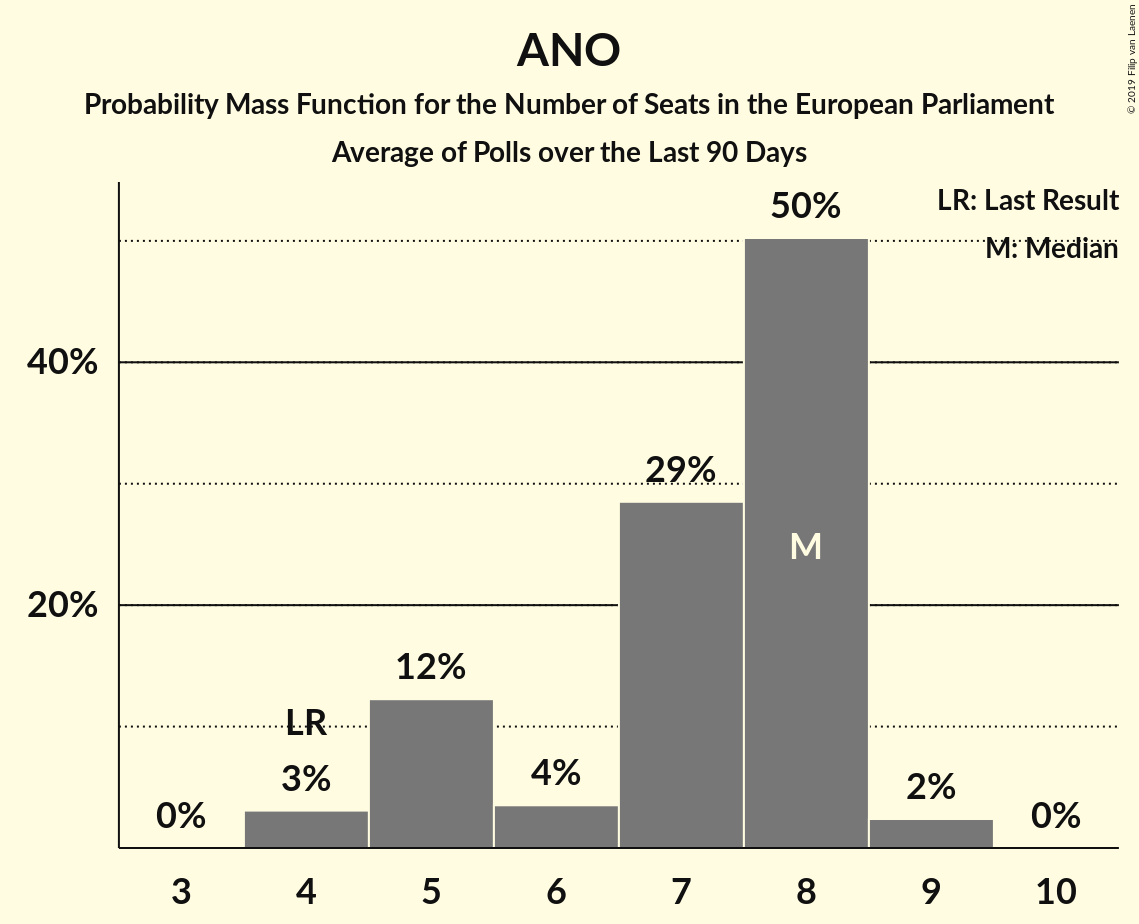 ANO
Probability Mass Function for the Number of Seats in the European Parliament
Average of Polls over the Last 90 Days
© 2019 Filip van Laenen
LR: Last Result
M: Median
50%
40%
29%
M
20%
12%
LR
3%
4%
2%
0%
0%
3 4 5 6 7 8 9 10